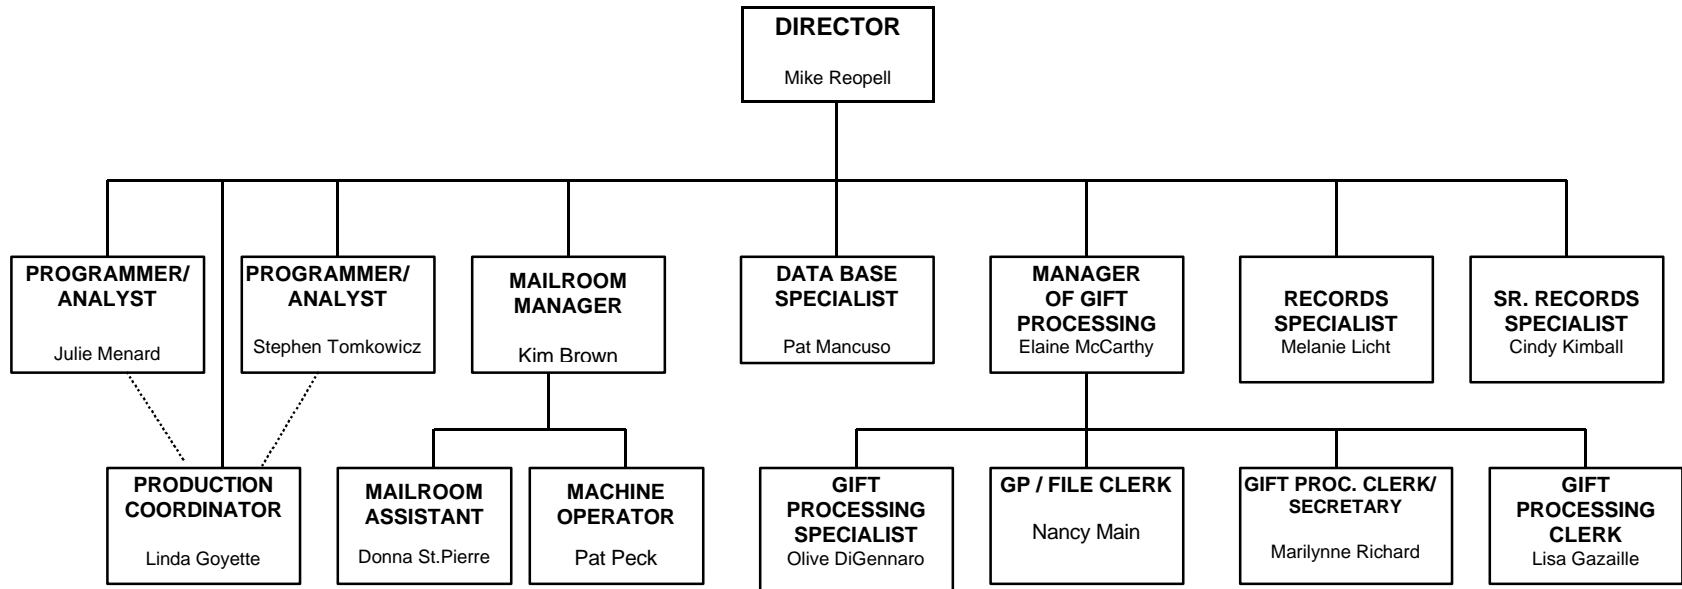 DIRECTOR
Mike Reopell
PROGRAMMER/
ANALYST
Julie Menard
PROGRAMMER/
ANALYST
Stephen Tomkowicz
MAILROOM
MANAGER
Kim Brown
DATA BASE
SPECIALIST
Pat Mancuso
MANAGER
OF GIFT
PROCESSING
Elaine McCarthy
RECORDS
SPECIALIST
Melanie Licht
SR. RECORDS
SPECIALIST
Cindy Kimball
PRODUCTION
COORDINATOR
Linda Goyette
MAILROOM
ASSISTANT
Donna St.Pierre
MACHINE
OPERATOR
Pat Peck
GIFT
PROCESSING
SPECIALIST
Olive DiGennaro
GP / FILE CLERK
Nancy Main
GIFT PROC. CLERK/
SECRETARY
Marilynne Richard
GIFT
PROCESSING
CLERK
Lisa Gazaille